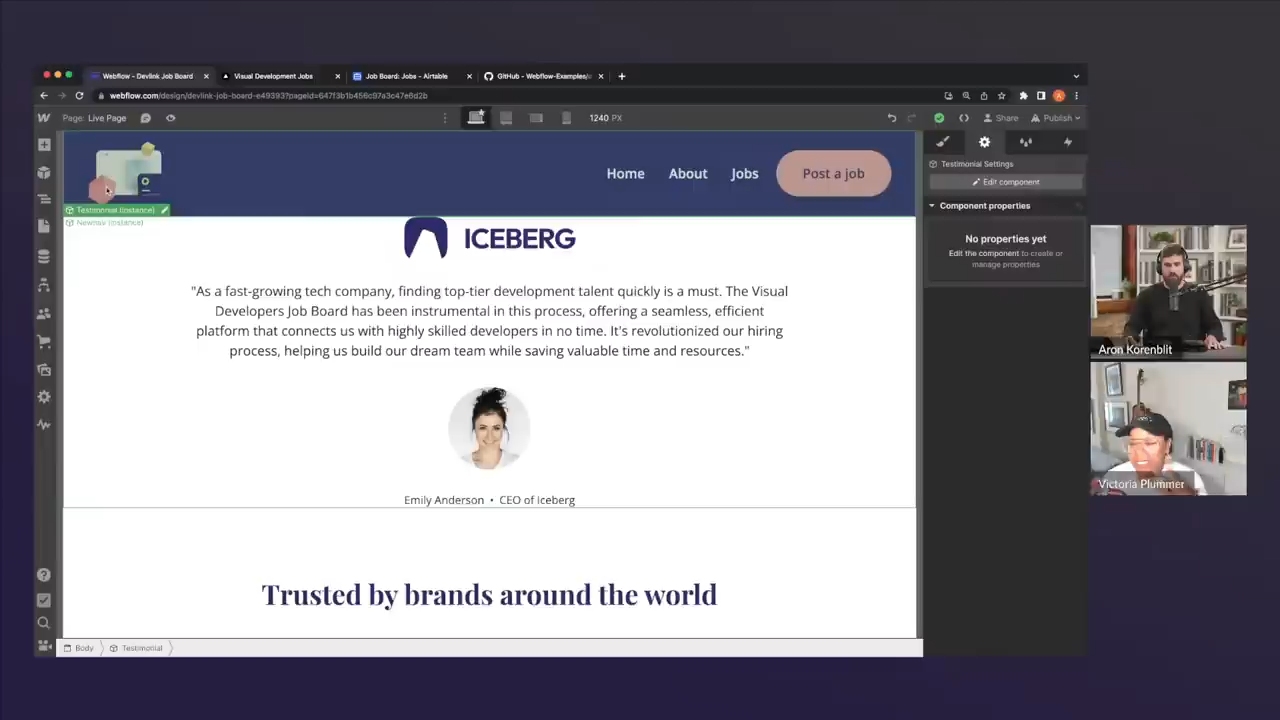 Webflow - Devlink Job Board
Visual Development Jobs
Job Board: Jobs - Airtable
GitHub - Webflow-Examples/
webflow.com/design/devlink-job-board-e49393?pageId=647f3b1b456c97a3c47e6d2b
Page: Live Page
1240 PX
Share
Publish
Home
About
Jobs
Post a job
Testimonial (Instance)
Newnav (Instance)
Testimonial Settings
Edit component
Component properties
No properties yet
Edit the component to create or
manage properties
ICEBERG
"As a fast-growing tech company, finding top-tier development talent quickly is a must. The Visual
Developers Job Board has been instrumental in this process, offering a seamless, efficient
platform that connects us with highly skilled developers in no time. It's revolutionized our hiring
process, helping us build our dream team while saving valuable time and resources."
Emily Anderson • CEO of Iceberg
Trusted by brands around the world
Body
Testimonial
Aron Korenblit
Victoria Plummer